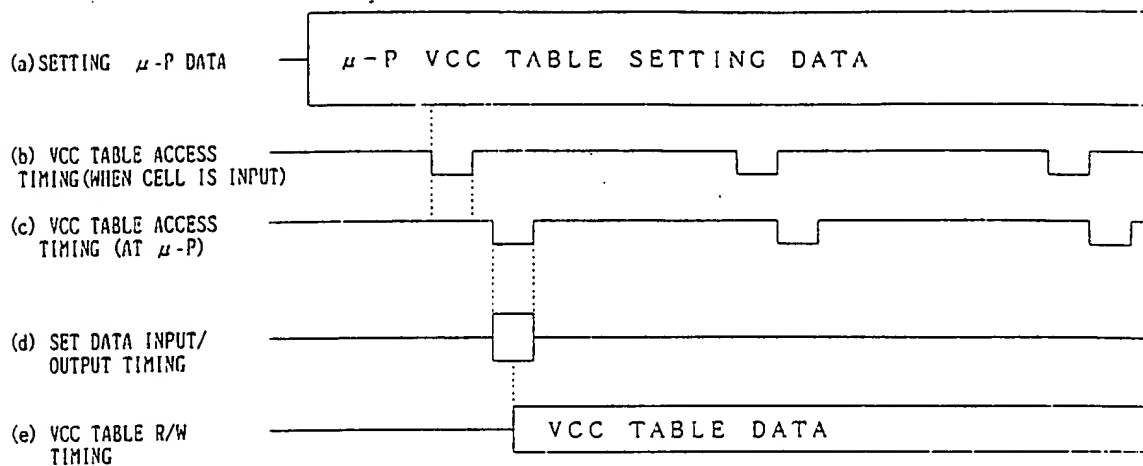 (a) SETTING μ-P DATA
μ-P VCC TABLE SETTING DATA
(b) VCC TABLE ACCESS
TIMING (WHEN CELL IS INPUT)
(c) VCC TABLE ACCESS
TIMING (AT μ-P)
(d) SET DATA INPUT/
OUTPUT TIMING
(e) VCC TABLE R/W
TIMING
VCC TABLE DATA